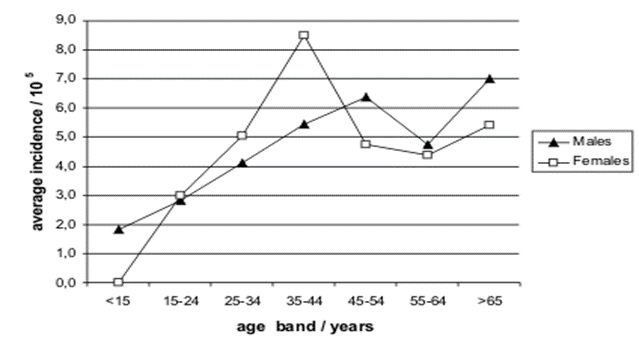 9,0
8,0
7,0
6,0
5,0
4,0
3,0
2,0
1,0
0,0
average incidence / 10 5
<15 15-24 25-34 35-44 45-54 55-64 >65
age band / years
Males
Females